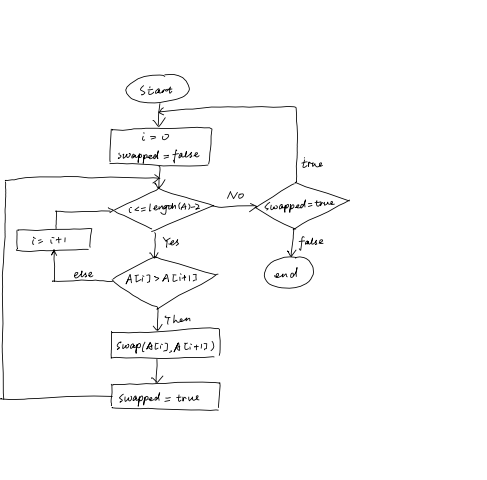 Start
i = 0
swapped = false
i <= length(A)-2
No
swapped = true
true
false
end
Yes
i = i+1
else
A[i] > A[i+1]
Then
swap(A[i], A[i+1])
swapped = true